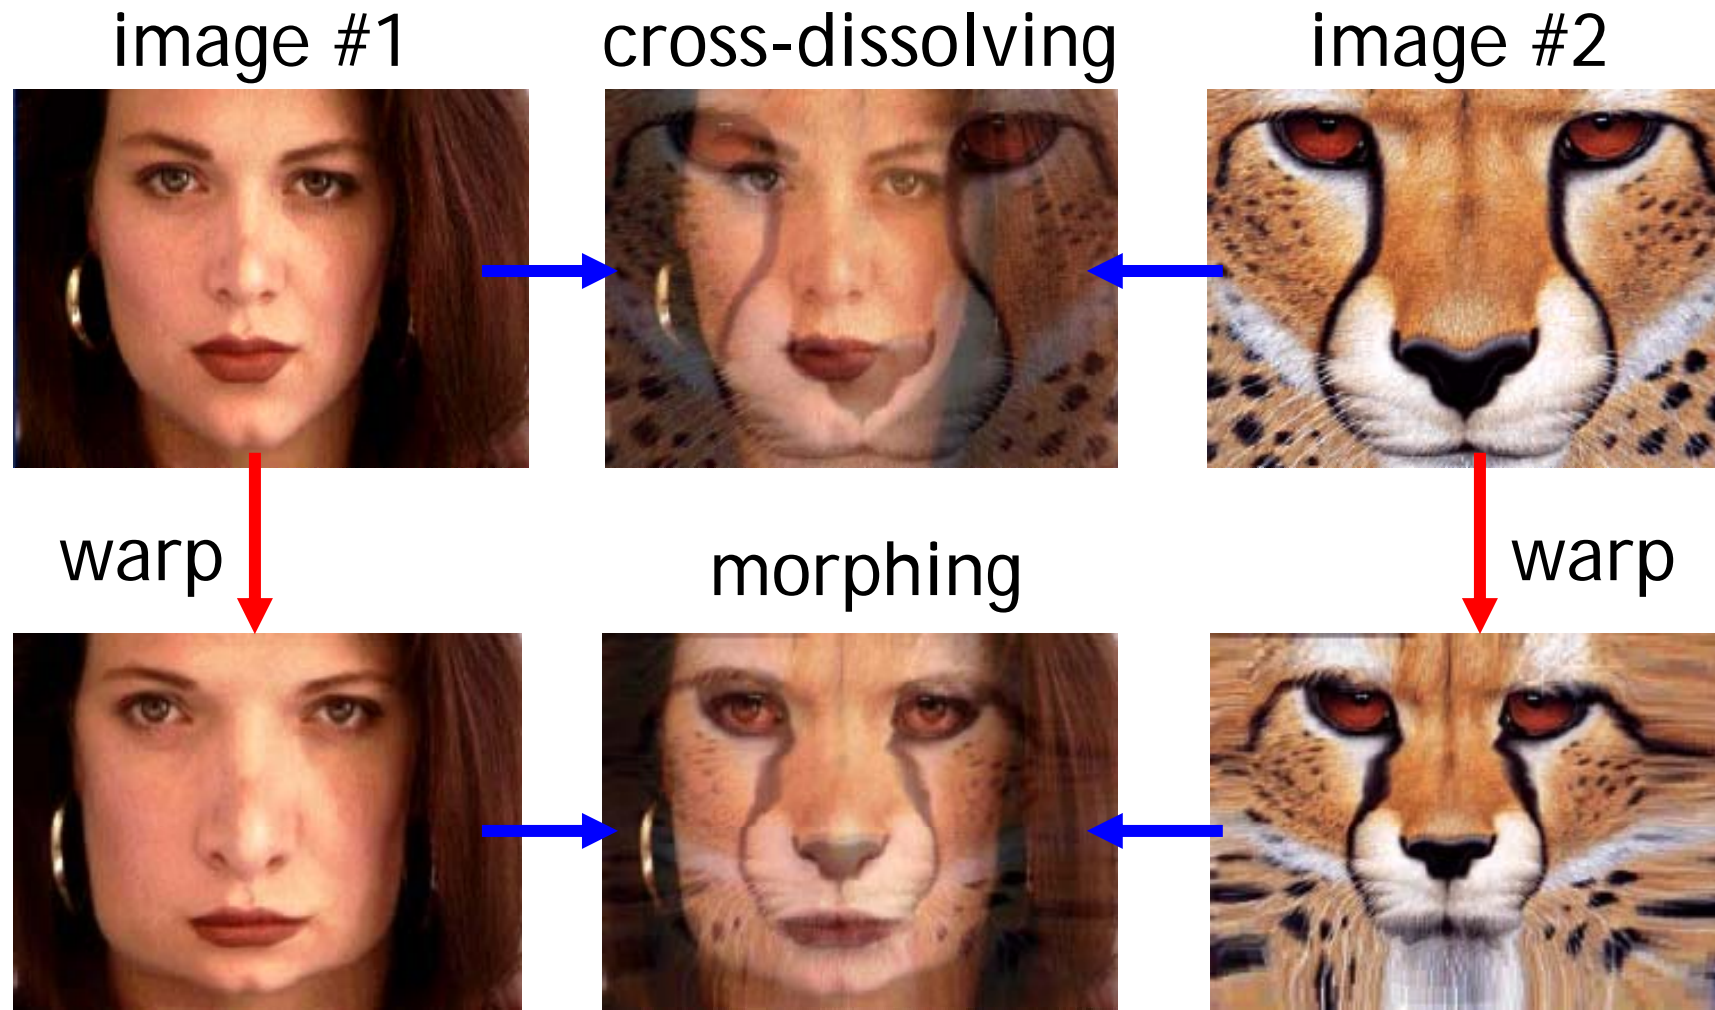 image #1
cross-dissolving
image #2
warp
morphing
warp